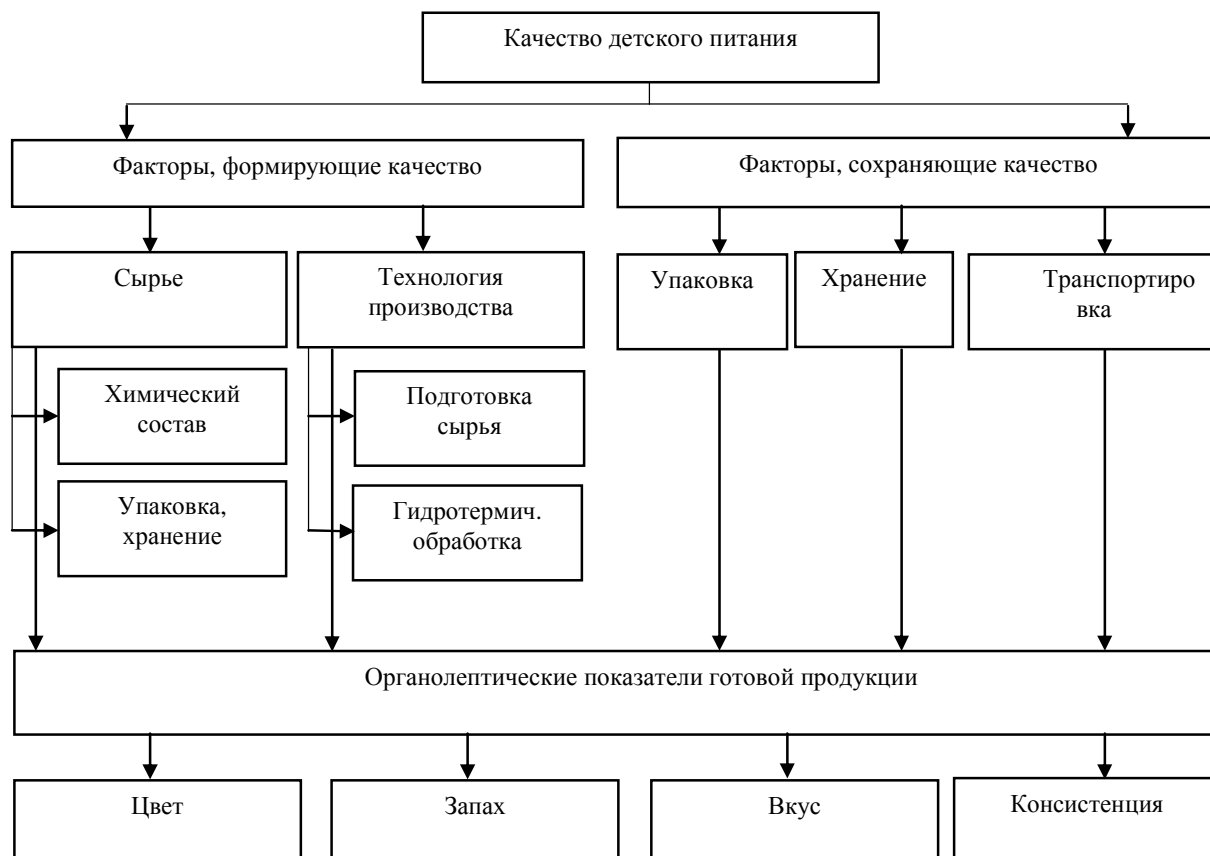 Качество детского питания
Факторы, формирующие качество
Факторы, сохраняющие качество
Сырье
Технология
производства
Упаковка
Хранение
Транспортиро
вка
Химический
состав
Подготовка
сырья
Упаковка,
хранение
Гидротермич.
обработка
Органолептические показатели готовой продукции
Цвет
Запах
Вкус
Консистенция